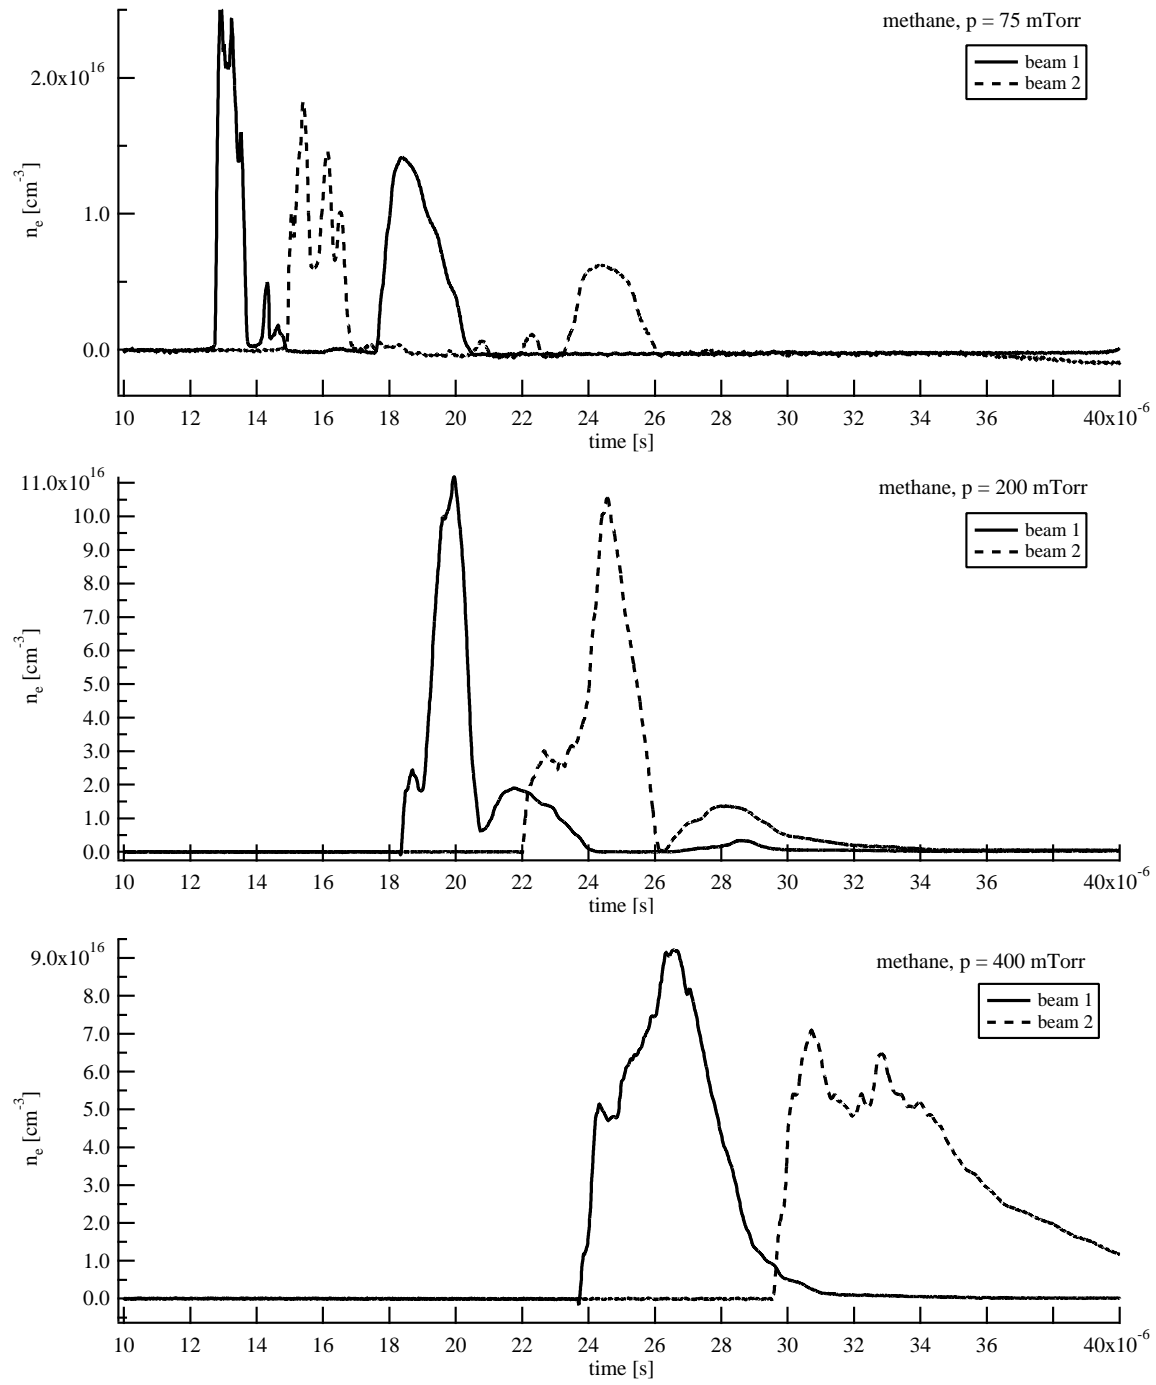 methane, p = 75 mTorr
beam 1
beam 2
2.0x10^16
1.0
0.0
n_e [cm^-3]
10 12 14 16 18 20 22 24 26 28 30 32 34 36 40x10^-6
time [s]
methane, p = 200 mTorr
beam 1
beam 2
11.0x10^16
10.0
9.0
8.0
7.0
6.0
5.0
4.0
3.0
2.0
1.0
0.0
n_e [cm^-3]
10 12 14 16 18 20 22 24 26 28 30 32 34 36 40x10^-6
time [s]
methane, p = 400 mTorr
beam 1
beam 2
9.0x10^16
8.0
7.0
6.0
5.0
4.0
3.0
2.0
1.0
0.0
n_e [cm^-3]
10 12 14 16 18 20 22 24 26 28 30 32 34 36 40x10^-6
time [s]